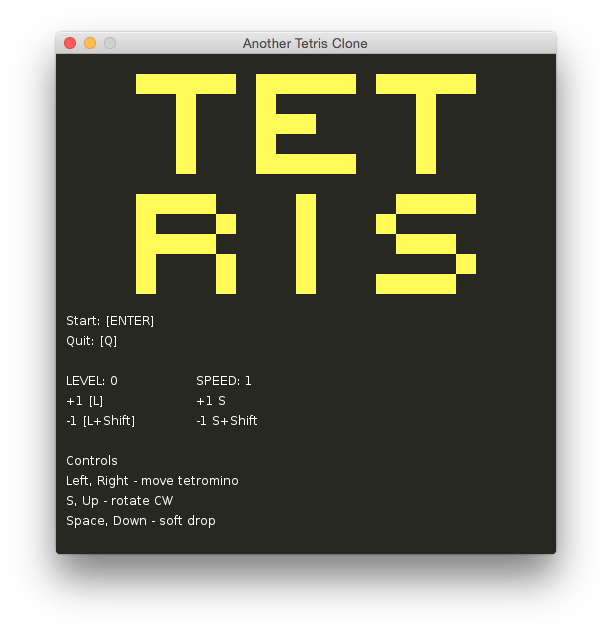 Another Tetris Clone
TET
RIS
Start: [ENTER]
Quit: [Q]
LEVEL: 0 SPEED: 1
+1 [L] +1 S
-1 [L+Shift] -1 S+Shift
Controls
Left, Right - move tetromino
S, Up - rotate CW
Space, Down - soft drop